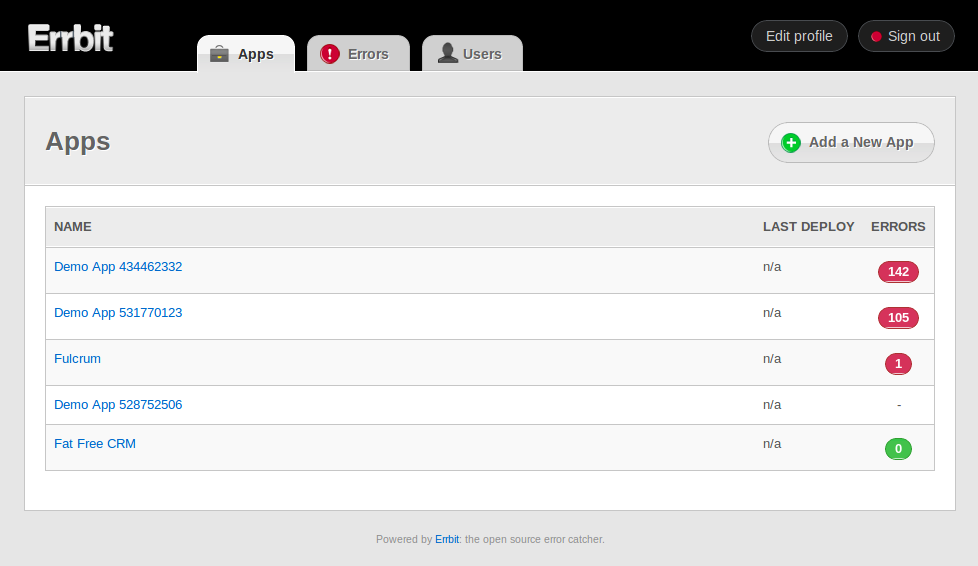 Errbit
Apps
Errors
Users
Edit profile
Sign out
Apps
Add a New App
NAME LAST DEPLOY ERRORS
Demo App 434462332 n/a 142
Demo App 531770123 n/a 105
Fulcrum n/a 1
Demo App 528752506 n/a -
Fat Free CRM n/a 0
Powered by Errbit: the open source error catcher.